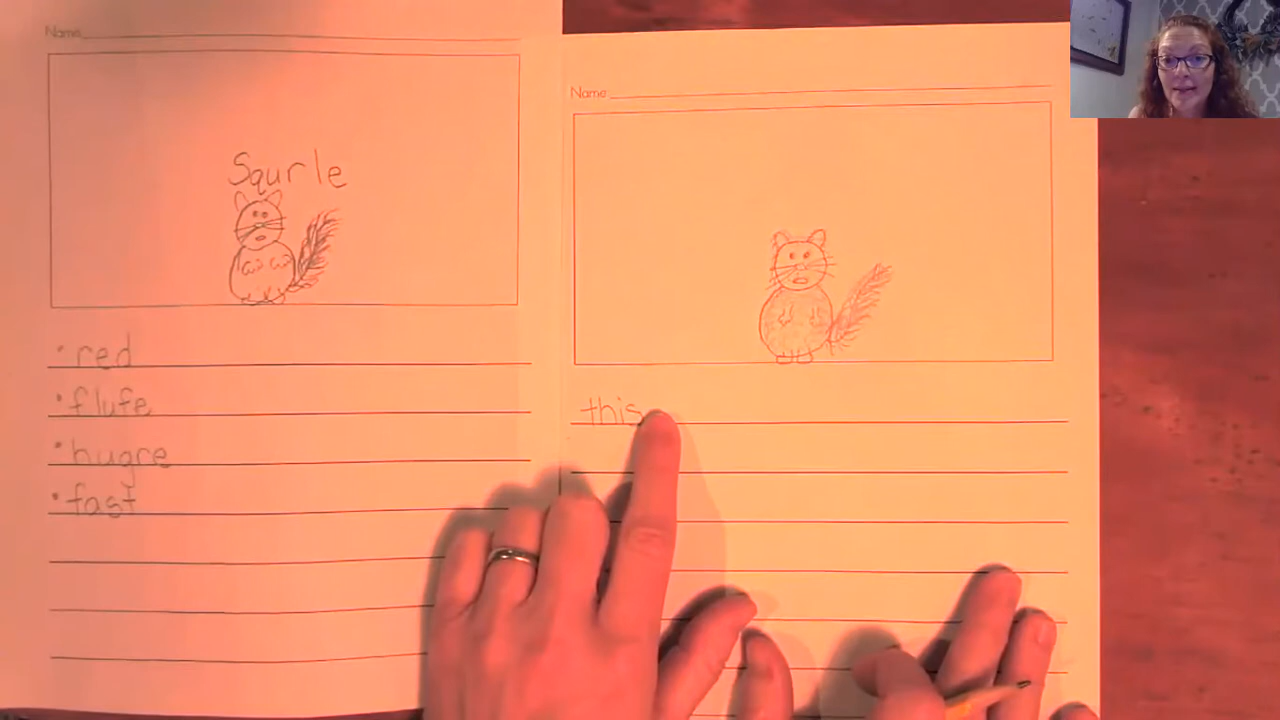 Name
Squrle
• red
• flufe
• hugre
• fast
Name
this